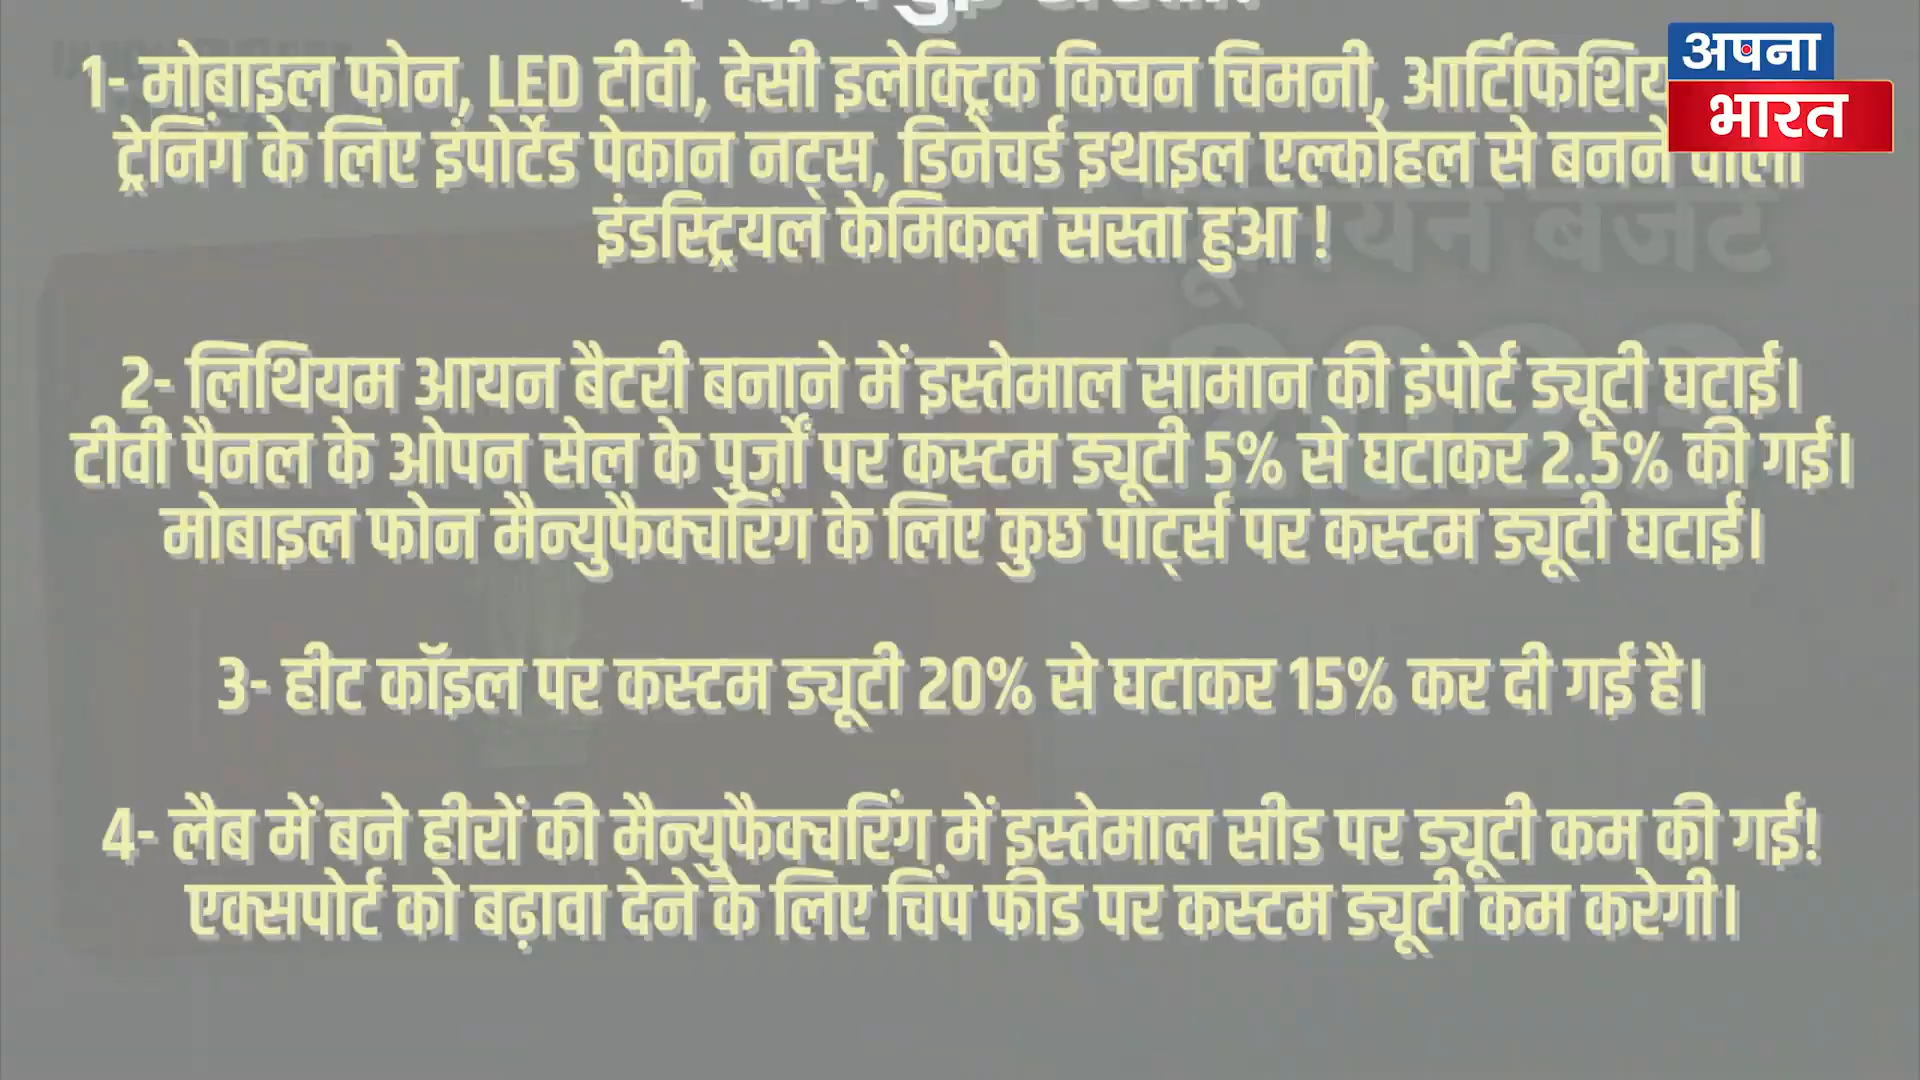 1- मोबाइल फोन, LED टीवी, देसी इलेक्ट्रिक किचन चिमनी,
ट्रेनिंग के लिए इंपोर्टेड पेकान नट्स, डिनेचर्ड इथाइल एल्कोहल से बनने वाला
इंडस्ट्रियल केमिकल सस्ता हुआ !
2- लिथियम आयन बैटरी बनाने में इस्तेमाल सामान की इंपोर्ट ड्यूटी घटाई।
टीवी पैनल के ओपन सेल के पुर्जों पर कस्टम ड्यूटी 5% से घटाकर 2.5% की गई।
मोबाइल फोन मैन्युफैक्चरिंग के लिए कुछ पार्ट्स पर कस्टम ड्यूटी घटाई।
3- हीट कॉइल पर कस्टम ड्यूटी 20% से घटाकर 15% कर दी गई है।
4- लैब में बने हीरों की मैन्युफैक्चरिंग में इस्तेमाल सीड पर ड्यूटी कम की गई!
एक्सपोर्ट को बढ़ावा देने के लिए चिंप फीड पर कस्टम ड्यूटी कम करेगी।
अपना
भारत
यूनियन बजट
2023